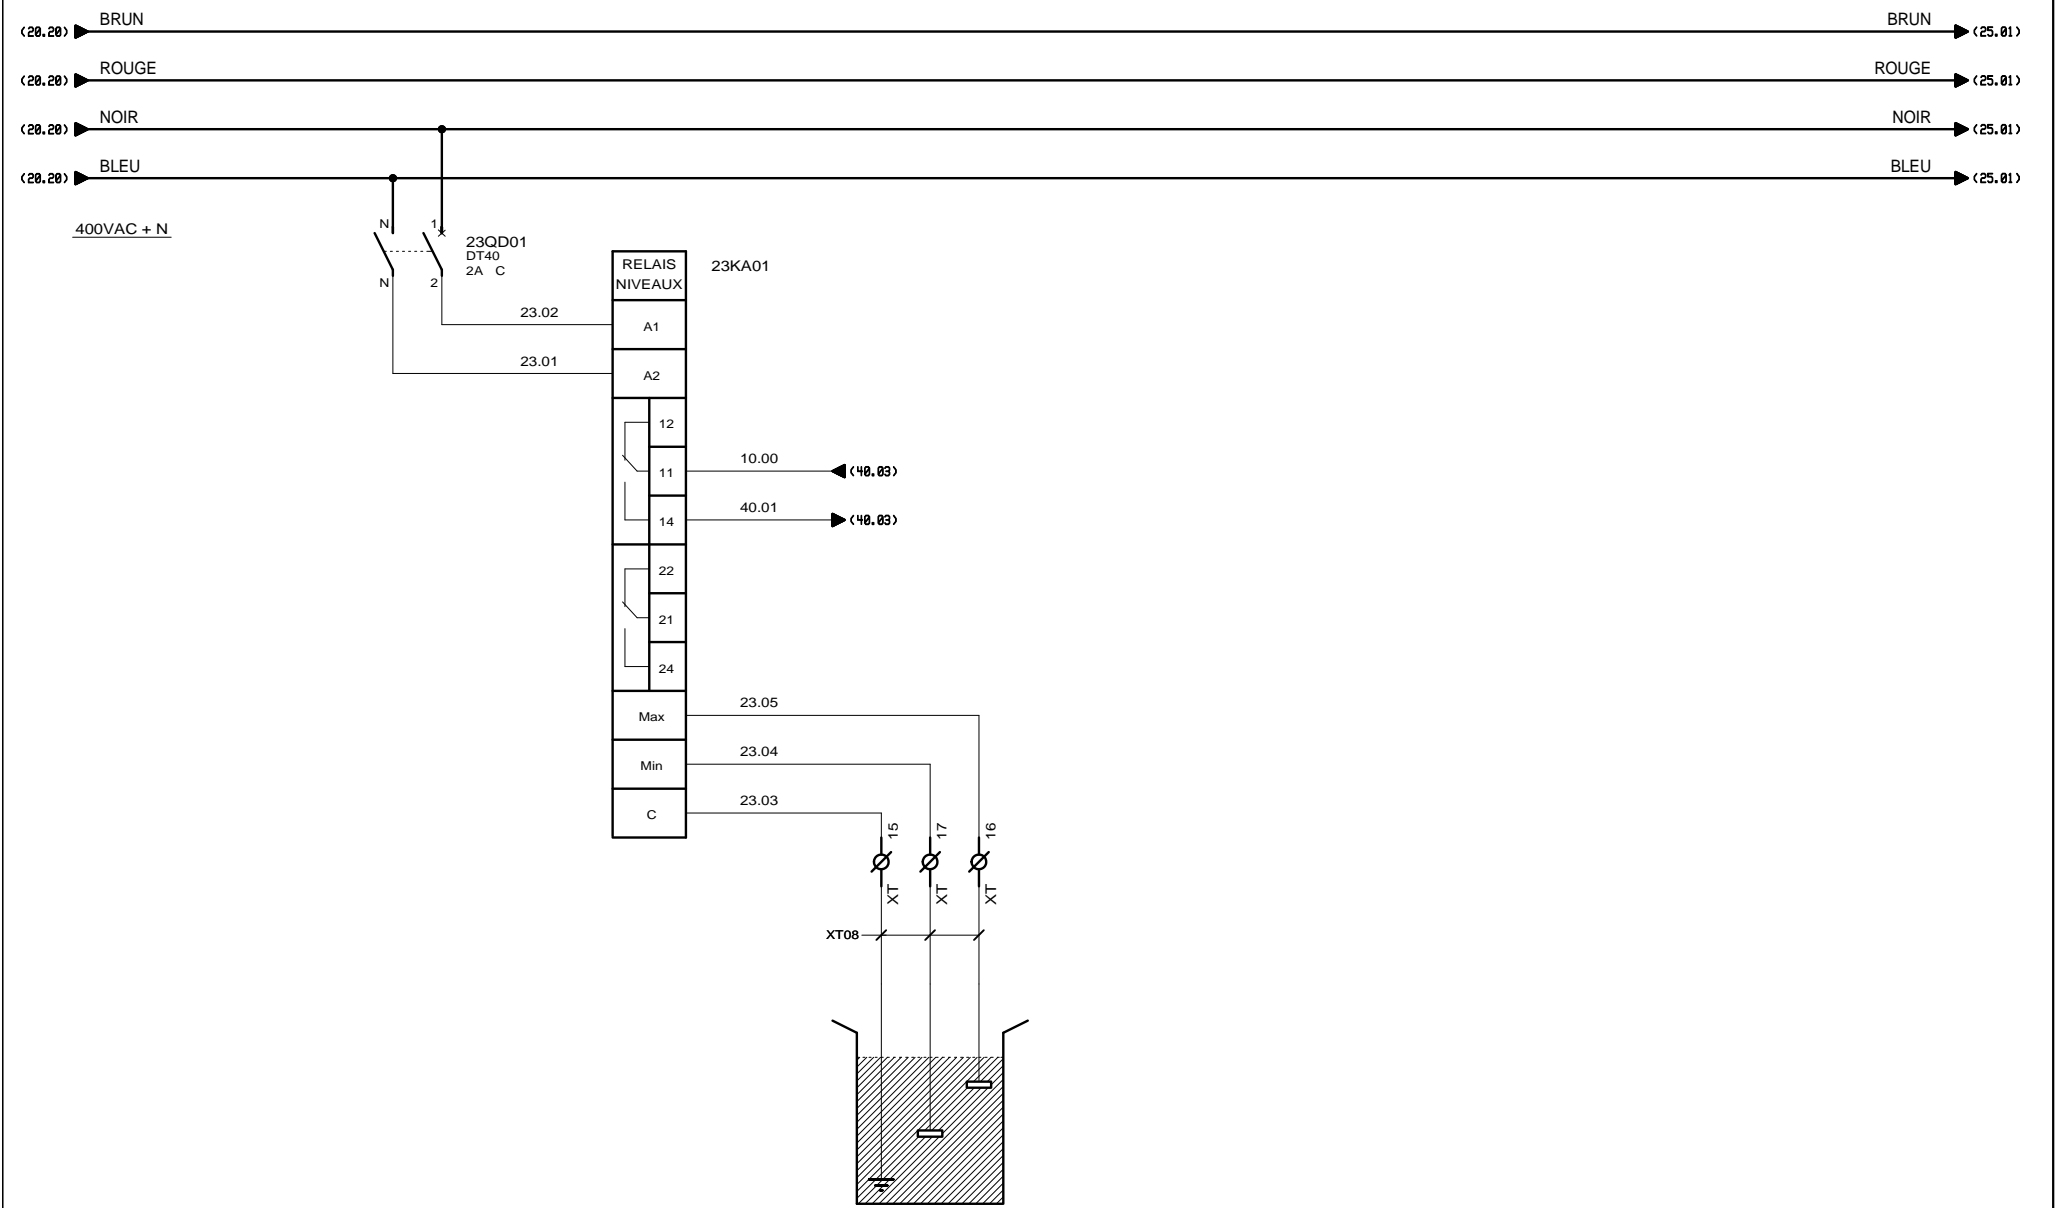 BRUN BRUN
(20.20) (25.01)
ROUGE ROUGE
(20.20) (25.01)
NOIR NOIR
(20.20) (25.01)
BLEU BLEU
(20.20) (25.01)
400VAC + N
N 1
23QD01
DT40
2A C
N 2
RELAIS
NIVEAUX
23KA01
23.02
A1
23.01
A2
12
10.00
11 (40.03)
40.01
14 (40.03)
22
21
24
23.05
Max
23.04
Min
23.03
C
15 17 16
XT XT XT
XT08